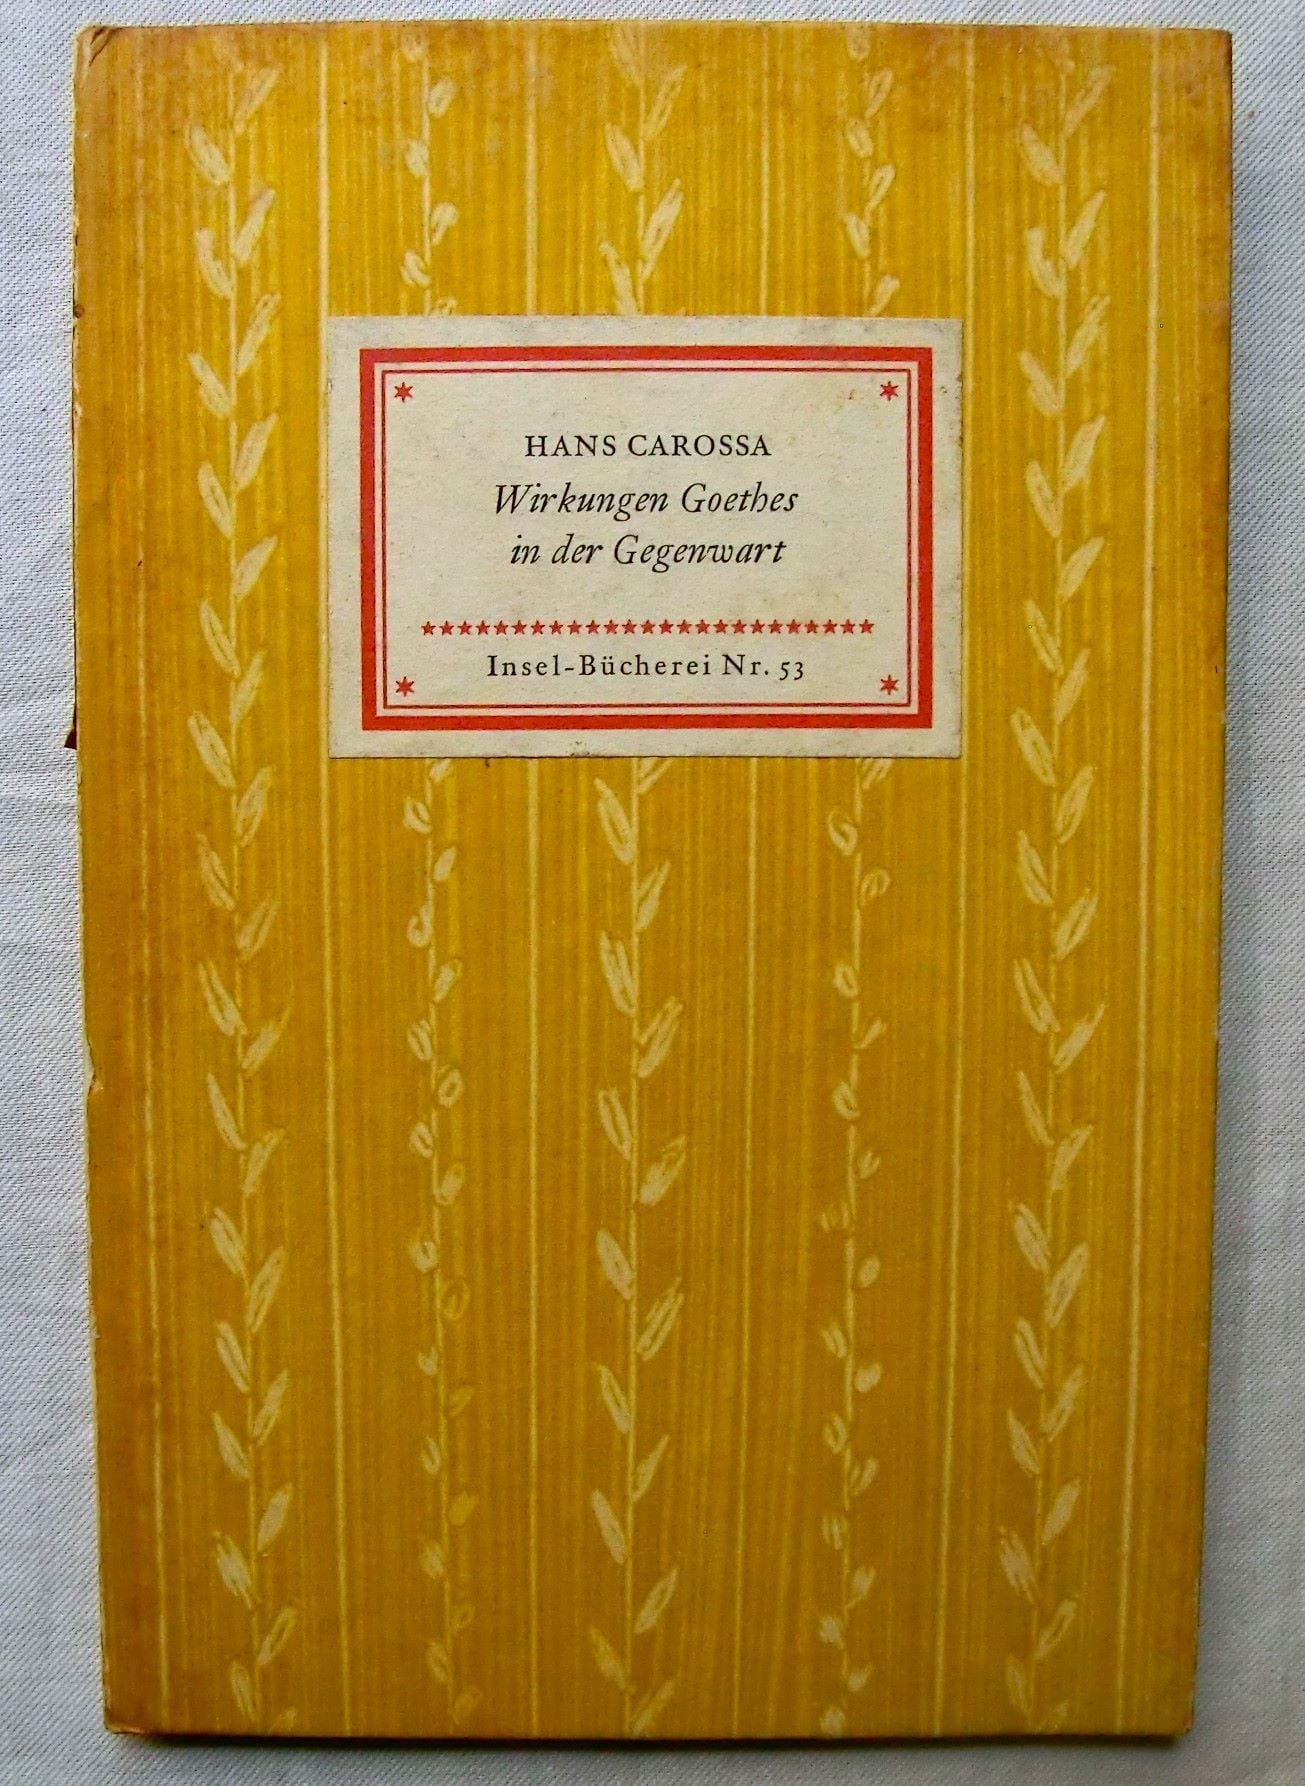 HANS CAROSSA
Wirkungen Goethes
in der Gegenwart
Insel-Bücherei Nr. 53